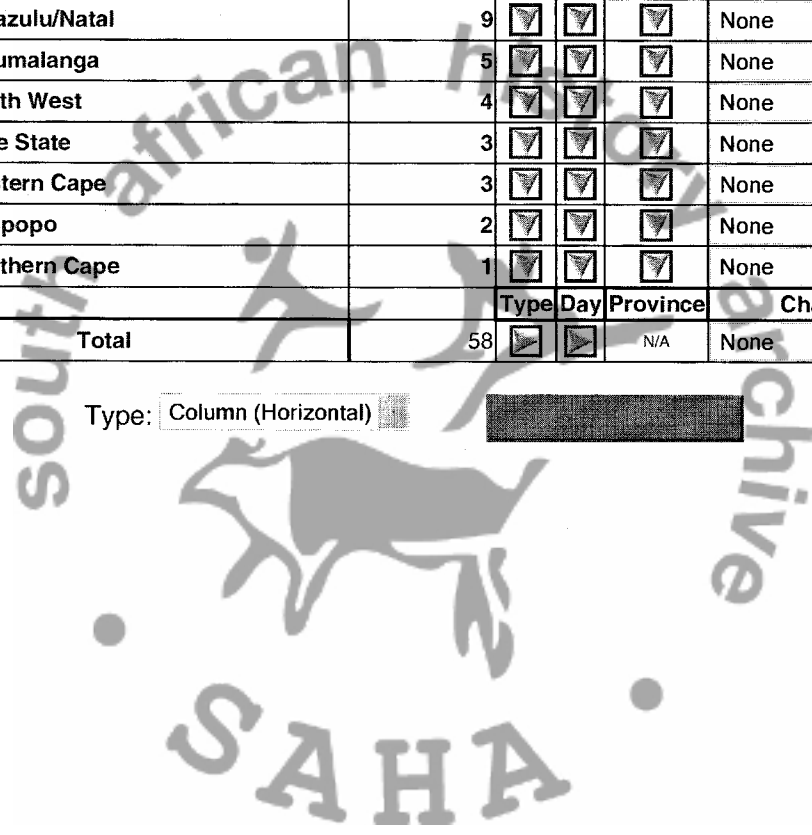 azulu/Natal 9 None
umalanga 5 None
th West 4 None
e State 3 None
tern Cape 3 None
popo 2 None
thern Cape 1 None
Type Day Province Cha
Total 58 N/A None
Type: Column (Horizontal)
south african history archive
SAHA